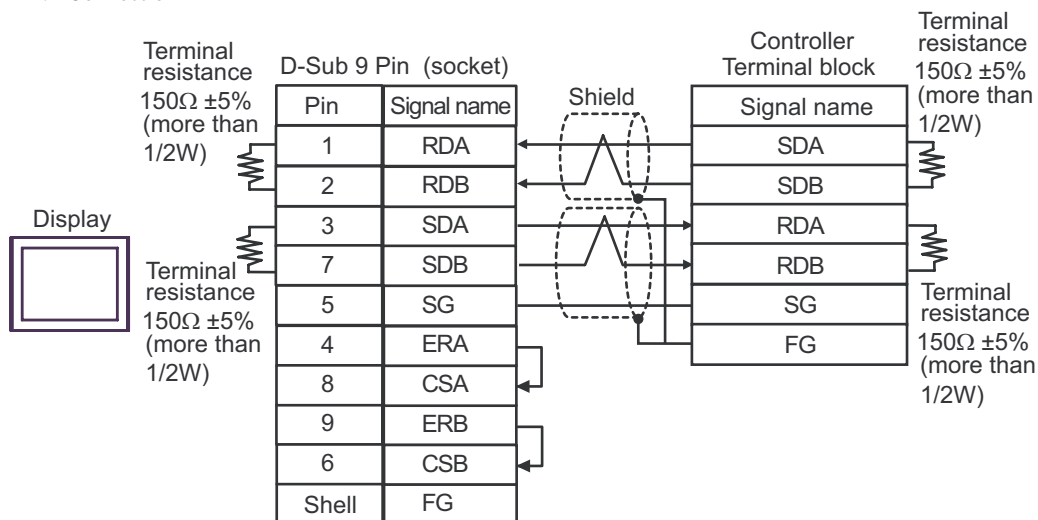 Terminal
resistance
150Ω ±5%
(more than
1/2W)
D-Sub 9 Pin (socket)
Pin Signal name
1 RDA
2 RDB
3 SDA
7 SDB
5 SG
4 ERA
8 CSA
9 ERB
6 CSB
Shell FG
Display
Terminal
resistance
150Ω ±5%
(more than
1/2W)
Shield
Controller
Terminal block
Signal name
SDA
SDB
RDA
RDB
SG
FG
Terminal
resistance
150Ω ±5%
(more than
1/2W)
Terminal
resistance
150Ω ±5%
(more than
1/2W)